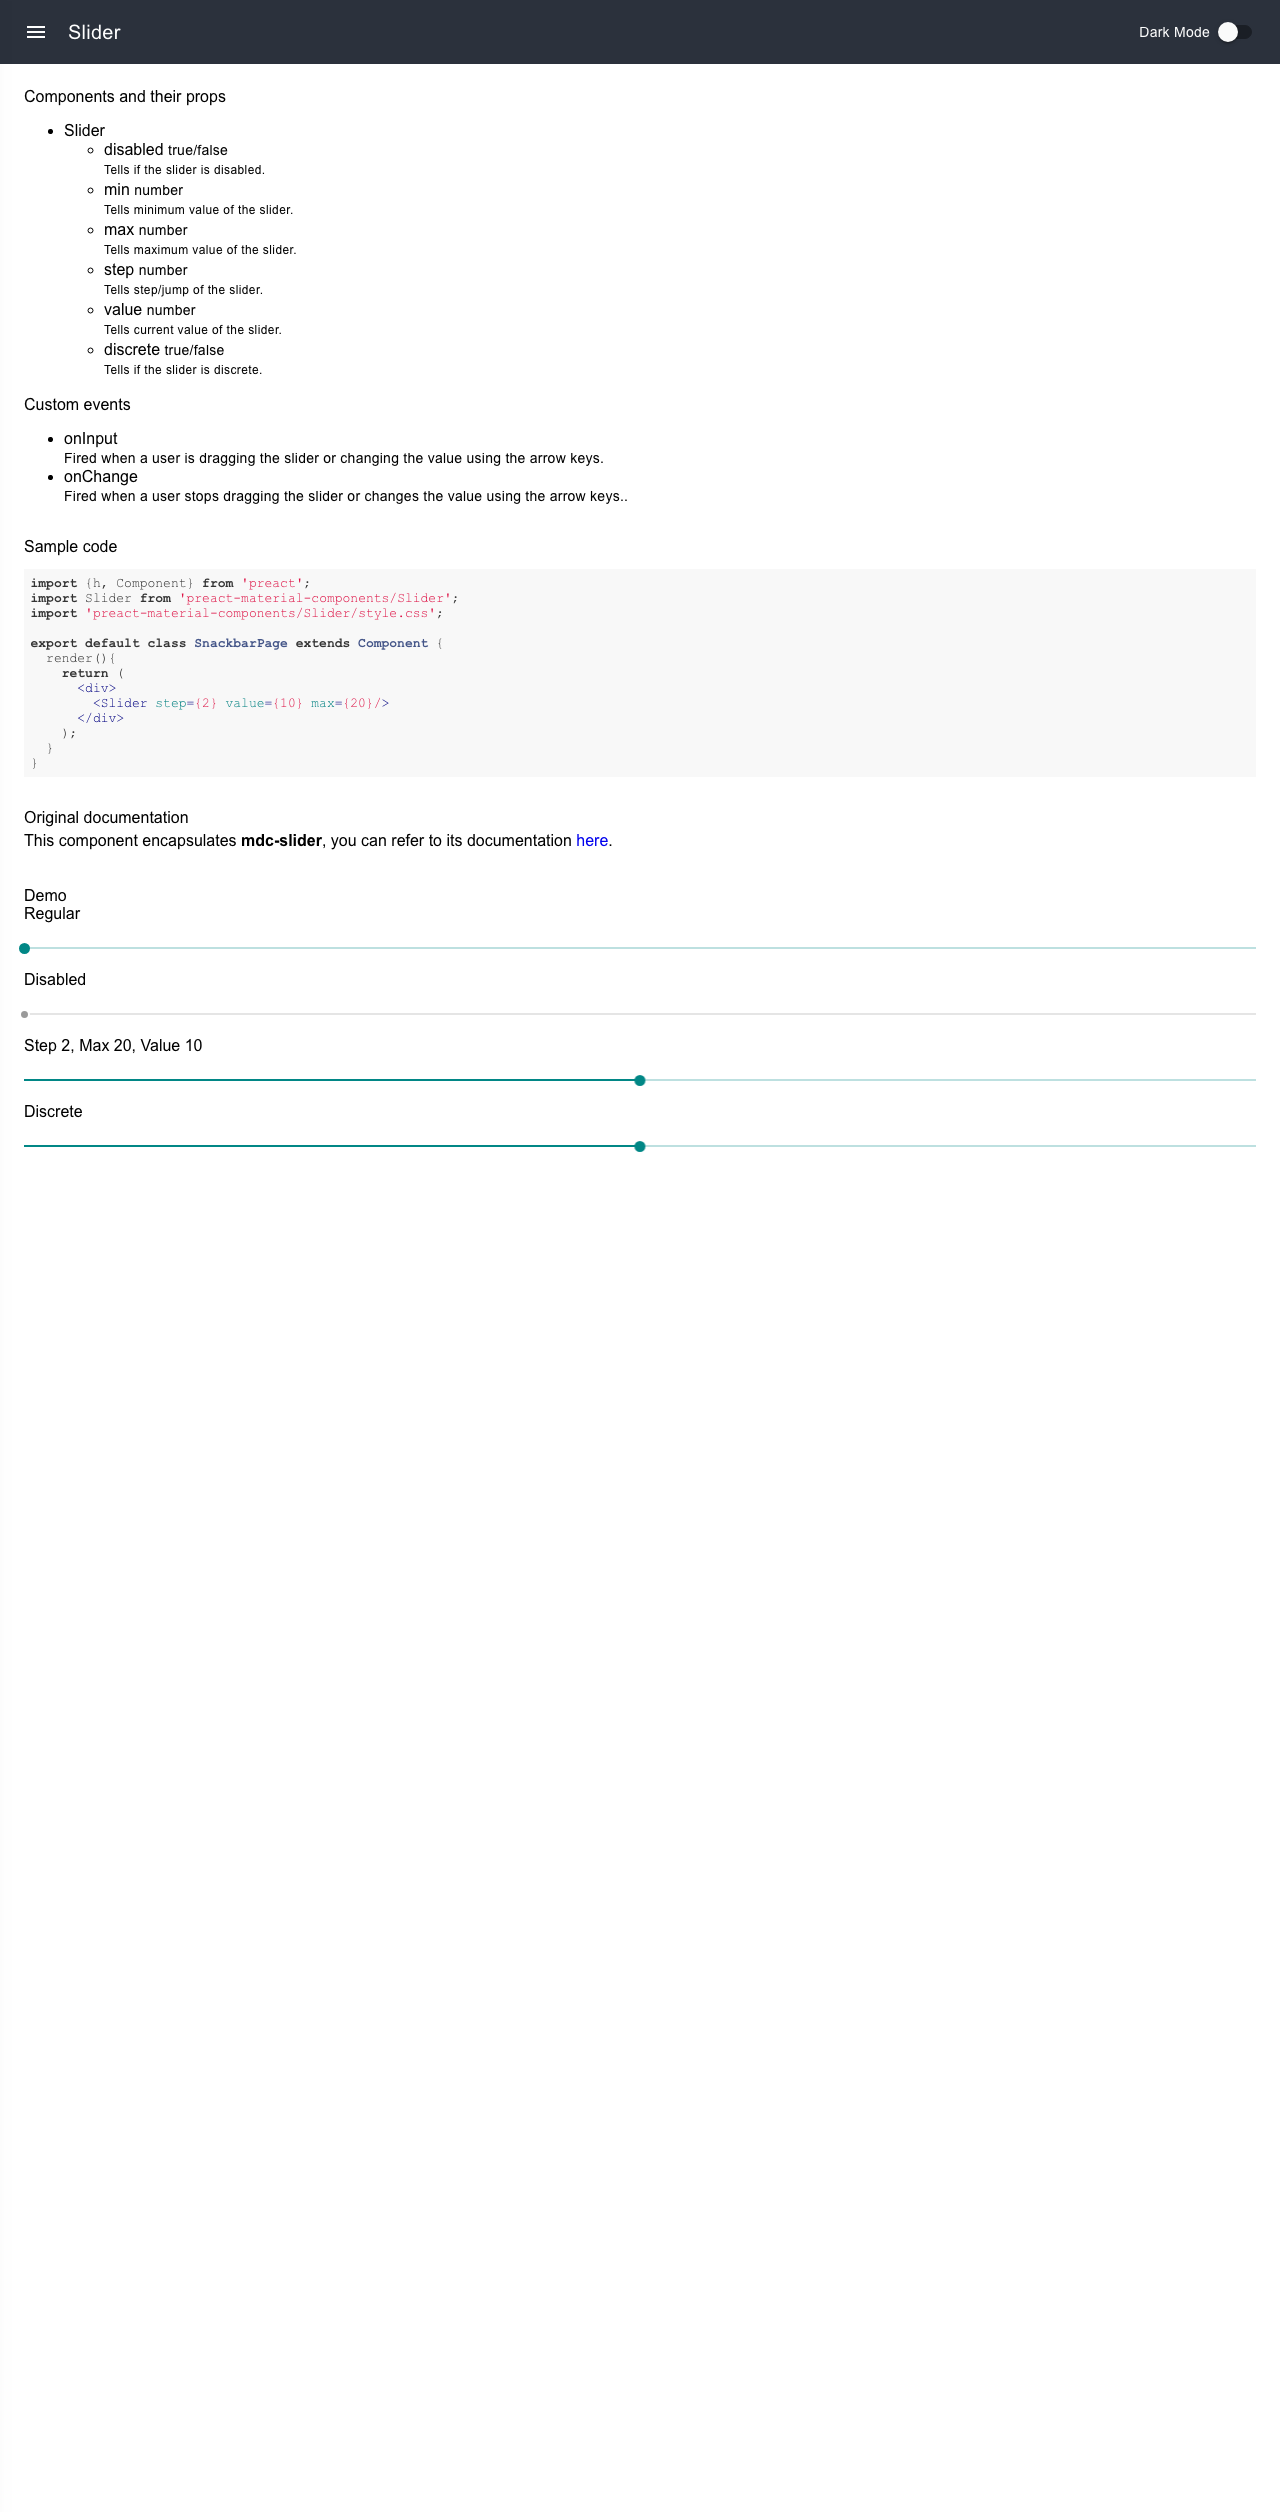 Slider
Dark Mode
Components and their props
Slider
disabled true/false
Tells if the slider is disabled.
min number
Tells minimum value of the slider.
max number
Tells maximum value of the slider.
step number
Tells step/jump of the slider.
value number
Tells current value of the slider.
discrete true/false
Tells if the slider is discrete.
Custom events
onInput
Fired when a user is dragging the slider or changing the value using the arrow keys.
onChange
Fired when a user stops dragging the slider or changes the value using the arrow keys..
Sample code
import {h, Component} from 'preact';
import Slider from 'preact-material-components/Slider';
import 'preact-material-components/Slider/style.css';
export default class SnackbarPage extends Component {
  render(){
    return (
      <div>
        <Slider step={2} value={10} max={20}/>
      </div>
    );
  }
}
Original documentation
This component encapsulates mdc-slider, you can refer to its documentation here.
Demo
Regular
Disabled
Step 2, Max 20, Value 10
Discrete